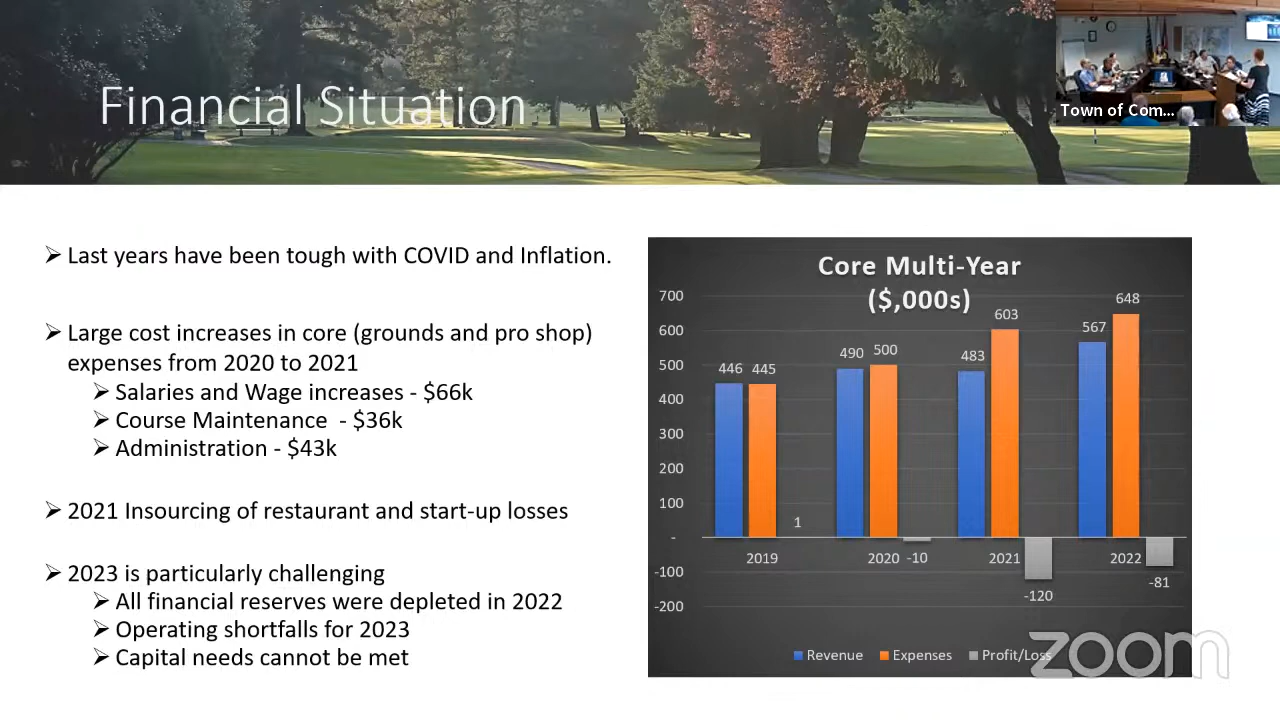 Financial Situation
Town of Com...
➢ Last years have been tough with COVID and Inflation.
➢ Large cost increases in core (grounds and pro shop)
expenses from 2020 to 2021
➢ Salaries and Wage increases - $66k
➢ Course Maintenance - $36k
➢ Administration - $43k
➢ 2021 Insourcing of restaurant and start-up losses
➢ 2023 is particularly challenging
➢ All financial reserves were depleted in 2022
➢ Operating shortfalls for 2023
➢ Capital needs cannot be met
Core Multi-Year
($,000s)
700
600
500
400
300
200
100
-
-100
-200
446 445 1
490 500 -10
483 603 -120
567 648 -81
2019 2020 2021 2022
Revenue Expenses Profit/Loss
zoom